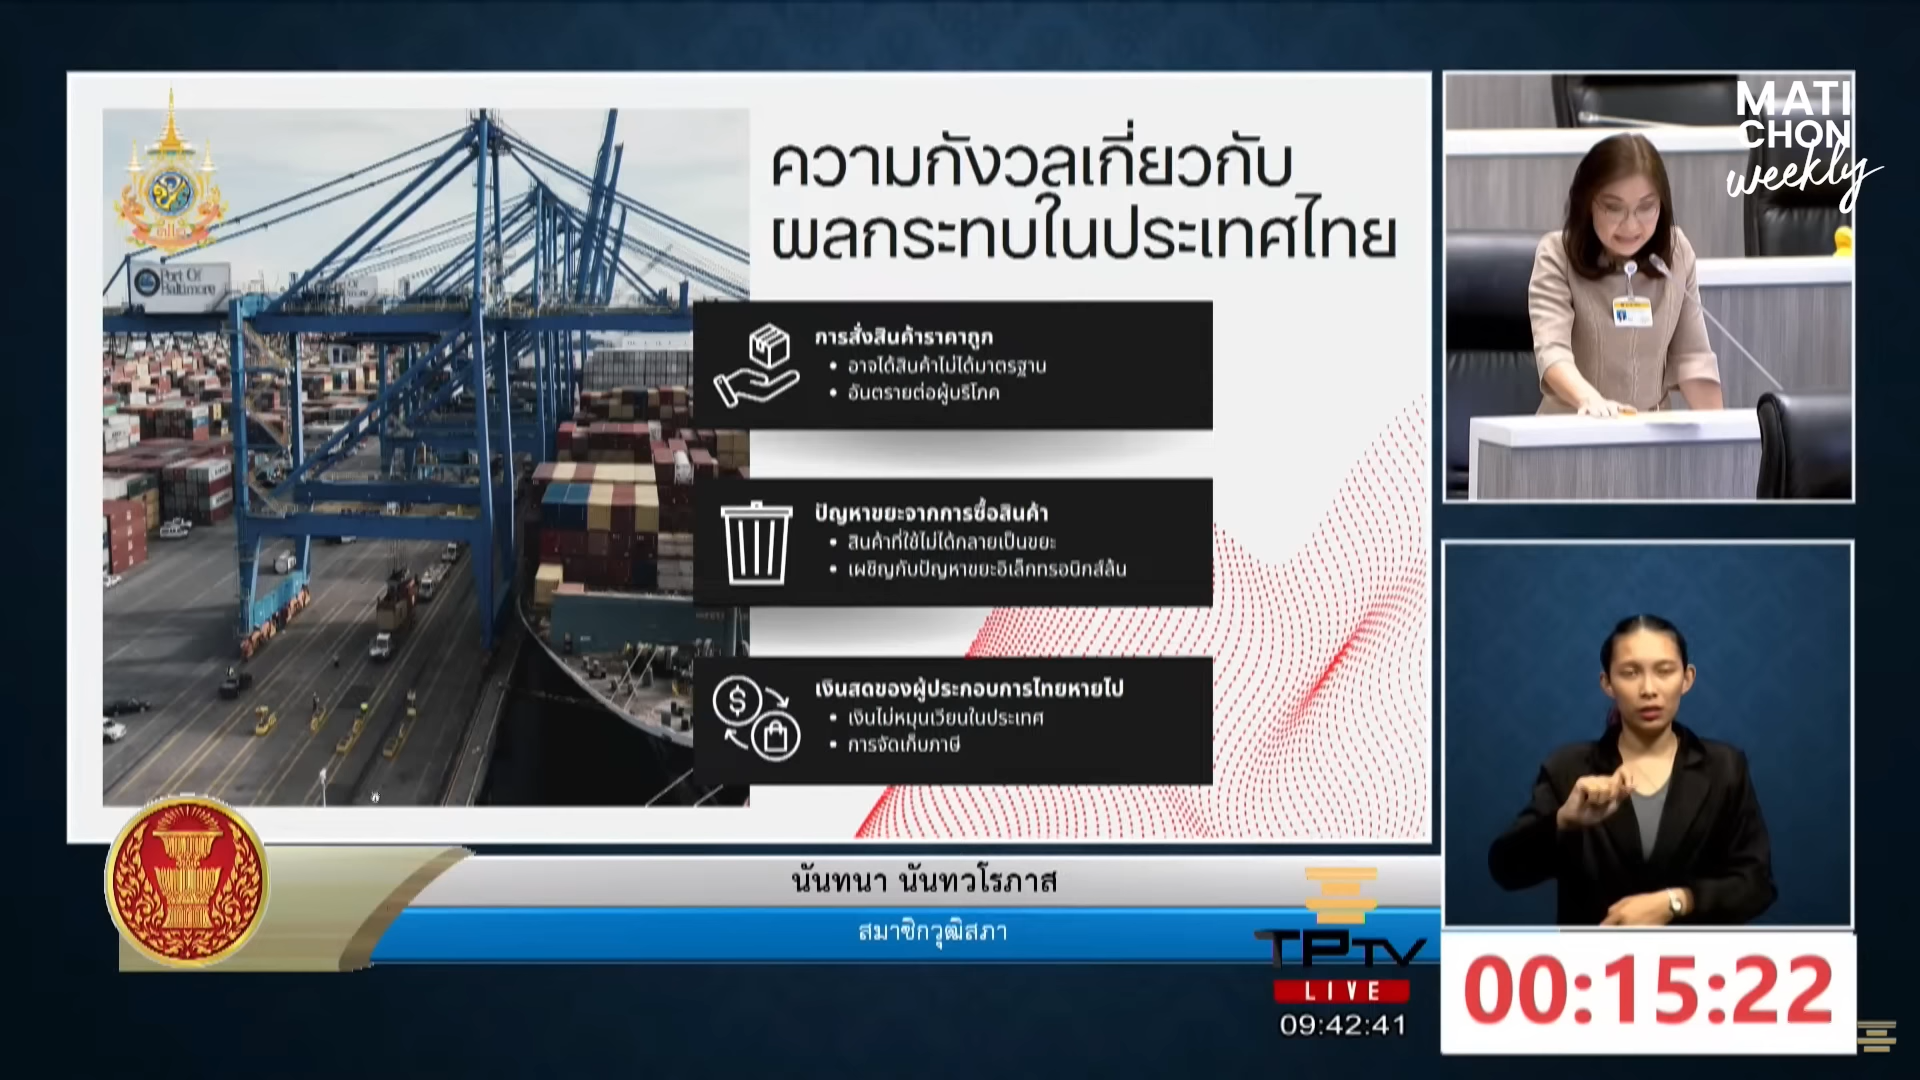 MATI
CHON
weekly
Port Of
Baltimore
ความกังวลเกี่ยวกับ
ผลกระทบในประเทศไทย
การสั่งสินค้าราคาถูก
• อาจได้สินค้าไม่ได้มาตรฐาน
• อันตรายต่อผู้บริโภค
ปัญหาขยะจากการซื้อสินค้า
• สินค้าที่ใช้ไม่ได้กลายเป็นขยะ
• เผชิญกับปัญหาขยะอิเล็กทรอนิกส์ล้น
เงินสดของผู้ประกอบการไทยหายไป
• เงินไม่หมุนเวียนในประเทศ
• การจัดเก็บภาษี
นันทนา นันทวโรภาส
สมาชิกวุฒิสภา
TPTV
LIVE
09:42:41
00:15:22